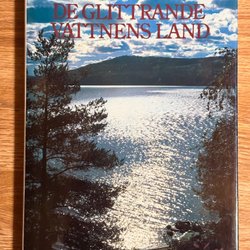 DE GLITTRANDE
VATTNENS LAND